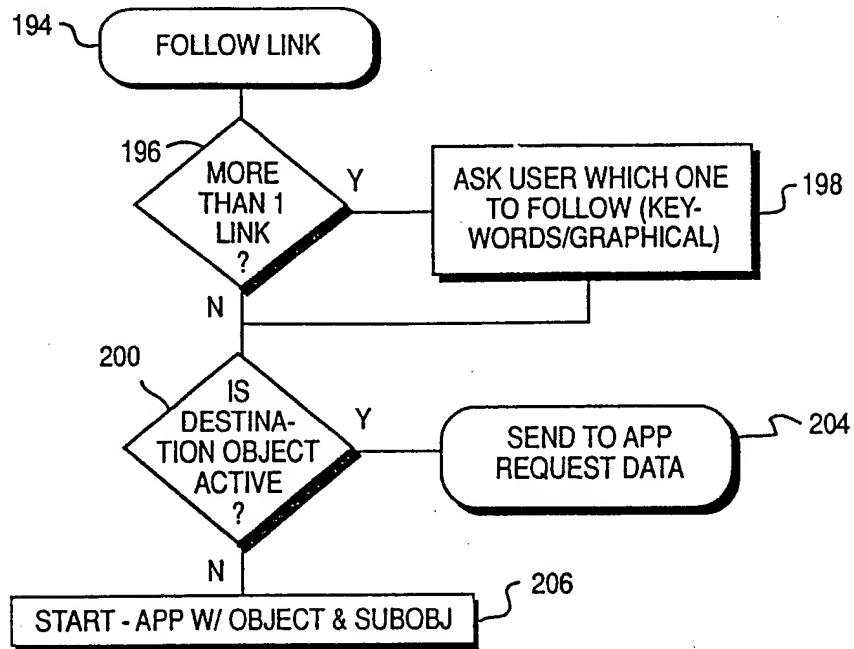 194
FOLLOW LINK
196
MORE
THAN 1
LINK
?
Y
N
ASK USER WHICH ONE
TO FOLLOW (KEY-
WORDS/GRAPHICAL)
198
200
IS
DESTINA-
TION OBJECT
ACTIVE
?
Y
N
SEND TO APP
REQUEST DATA
204
START - APP W/ OBJECT & SUBOBJ
206